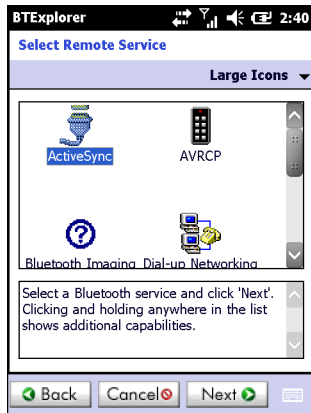 BTExplorer 2:40
Select Remote Service
Large Icons
ActiveSync AVRCP
Bluetooth Imaging Dial-up Networking
Select a Bluetooth service and click 'Next'.
Clicking and holding anywhere in the list
shows additional capabilities.
Back Cancel Next